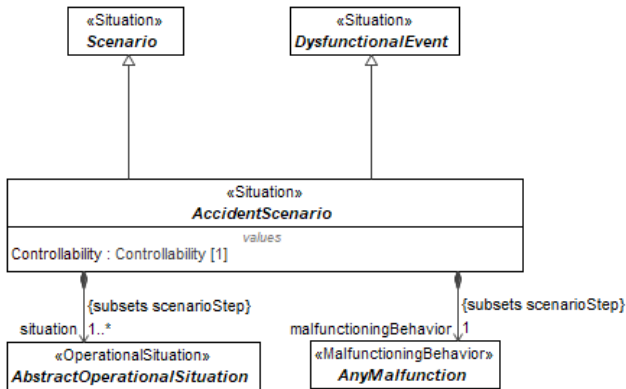 «Situation»
Scenario
«Situation»
DysfunctionalEvent
«Situation»
AccidentScenario
values
Controllability : Controllability [1]
{subsets scenarioStep}
situation 1..*
{subsets scenarioStep}
malfunctioningBehavior 1
«OperationalSituation»
AbstractOperationalSituation
«MalfunctioningBehavior»
AnyMalfunction